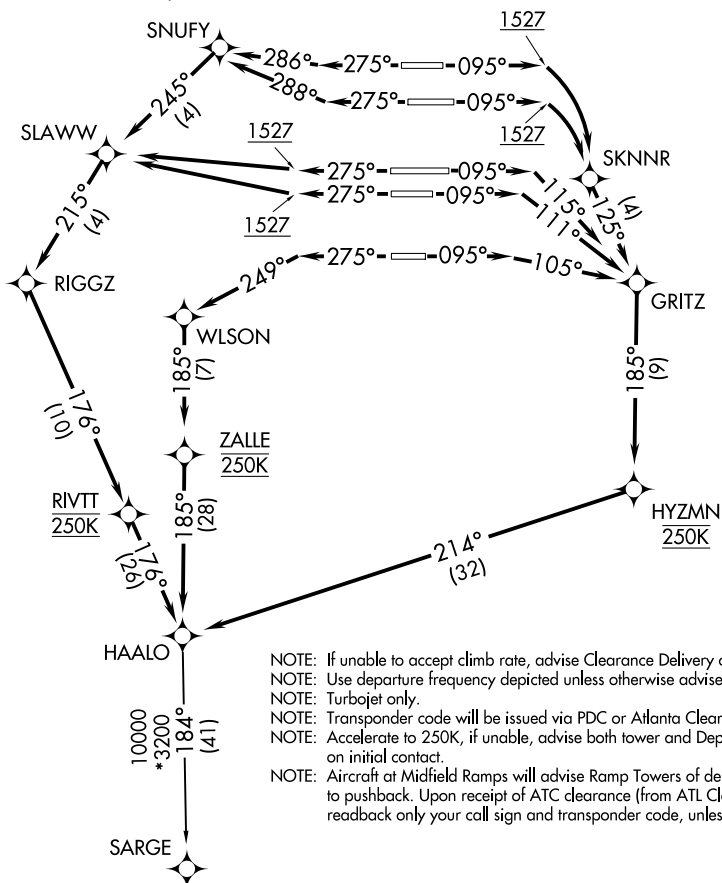 SNUFY
1527
286° 275° 095°
288° 275° 095°
245°
(4)
SLAWW
1527
1527
SKNNR
275° 095°
275° 095°
1527
115°
111°
125°
(4)
215°
(4)
RIGGZ
249° 275° 095° 105°
GRITZ
WLSON
185°
(7)
185°
(9)
176°
(10)
ZALLE
250K
RIVTT
250K
185°
(28)
HYZMN
250K
176°
(26)
214°
(32)
HAALO
NOTE: If unable to accept climb rate, advise Clearance Delivery
NOTE: Use departure frequency depicted unless otherwise advise
NOTE: Turbojet only.
NOTE: Transponder code will be issued via PDC or Atlanta Clear
NOTE: Accelerate to 250K, if unable, advise both tower and Dep
on initial contact.
NOTE: Aircraft at Midfield Ramps will advise Ramp Towers of de
to pushback. Upon receipt of ATC clearance (from ATL Cle
readback only your call sign and transponder code, unles
10000
*3200
184°
(41)
SARGE